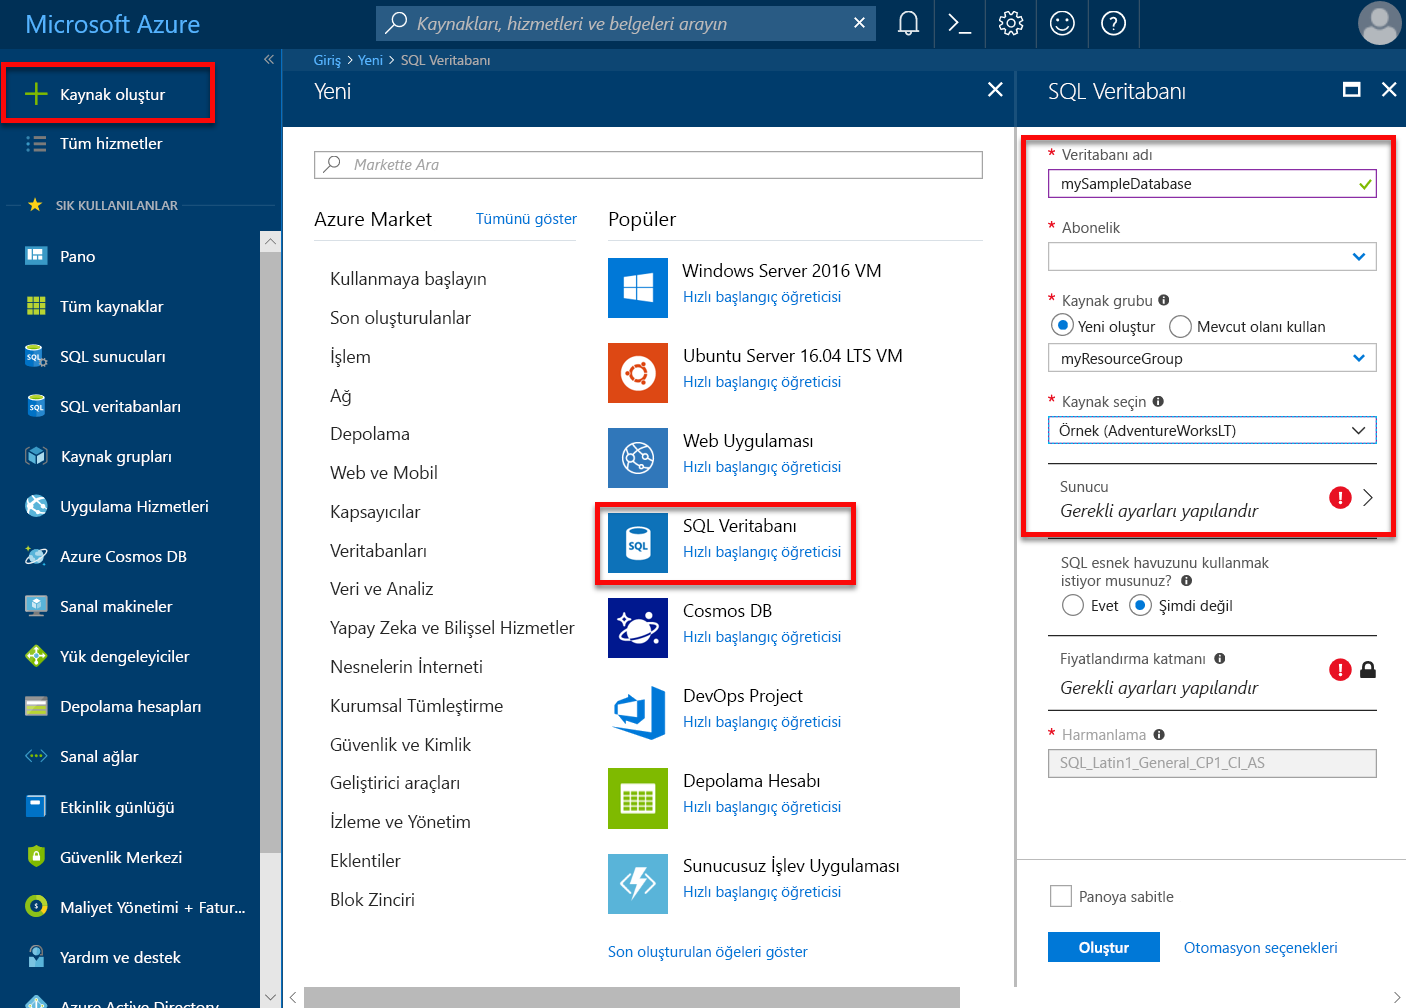 Microsoft Azure
Kaynakları, hizmetleri ve belgeleri arayın
Kaynak oluştur
Tüm hizmetler
SIK KULLANILANLAR
Pano
Tüm kaynaklar
SQL sunucuları
SQL veritabanları
Kaynak grupları
Uygulama Hizmetleri
Azure Cosmos DB
Sanal makineler
Yük dengeleyiciler
Depolama hesapları
Sanal ağlar
Etkinlik günlüğü
Güvenlik Merkezi
Maliyet Yönetimi + Fatur...
Yardım ve destek
Azure Active Directory
Giriş > Yeni > SQL Veritabanı
Yeni
Markette Ara
Azure Market
Tümünü göster
Kullanmaya başlayın
Son oluşturulanlar
İşlem
Ağ
Depolama
Web ve Mobil
Kapsayıcılar
Veritabanları
Veri ve Analiz
Yapay Zeka ve Bilişsel Hizmetler
Nesnelerin İnterneti
Kurumsal Tümleştirme
Güvenlik ve Kimlik
Geliştirici araçları
İzleme ve Yönetim
Eklentiler
Blok Zinciri
Popüler
Windows Server 2016 VM
Hızlı başlangıç öğreticisi
Ubuntu Server 16.04 LTS VM
Hızlı başlangıç öğreticisi
Web Uygulaması
Hızlı başlangıç öğreticisi
SQL
SQL Veritabanı
Hızlı başlangıç öğreticisi
Cosmos DB
Hızlı başlangıç öğreticisi
DevOps Project
Hızlı başlangıç öğreticisi
Depolama Hesabı
Hızlı başlangıç öğreticisi
Sunucusuz İşlev Uygulaması
Hızlı başlangıç öğreticisi
Son oluşturulan öğeleri göster
SQL Veritabanı
* Veritabanı adı
mySampleDatabase
* Abonelik
* Kaynak grubu
Yeni oluştur Mevcut olanı kullan
myResourceGroup
* Kaynak seçin
Örnek (AdventureWorksLT)
Sunucu
Gerekli ayarları yapılandır
SQL esnek havuzunu kullanmak
istiyor musunuz?
Evet Şimdi değil
Fiyatlandırma katmanı
Gerekli ayarları yapılandır
* Harmanlama
SQL_Latin1_General_CP1_CI_AS
Panoya sabitle
Oluştur
Otomasyon seçenekleri